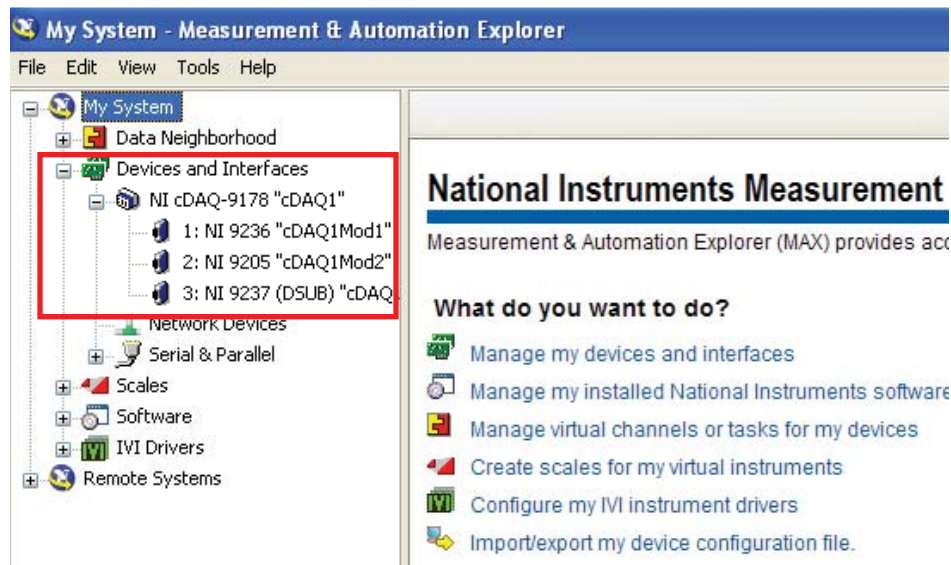 My System - Measurement & Automation Explorer
File Edit View Tools Help
My System
Data Neighborhood
Devices and Interfaces
NI cDAQ-9178 "cDAQ1"
1: NI 9236 "cDAQ1Mod1"
2: NI 9205 "cDAQ1Mod2"
3: NI 9237 (DSUB) "cDAQ
Network Devices
Serial & Parallel
Scales
Software
IVI Drivers
Remote Systems
National Instruments Measurement
Measurement & Automation Explorer (MAX) provides acc
What do you want to do?
Manage my devices and interfaces
Manage my installed National Instruments software
Manage virtual channels or tasks for my devices
Create scales for my virtual instruments
Configure my IVI instrument drivers
Import/export my device configuration file.